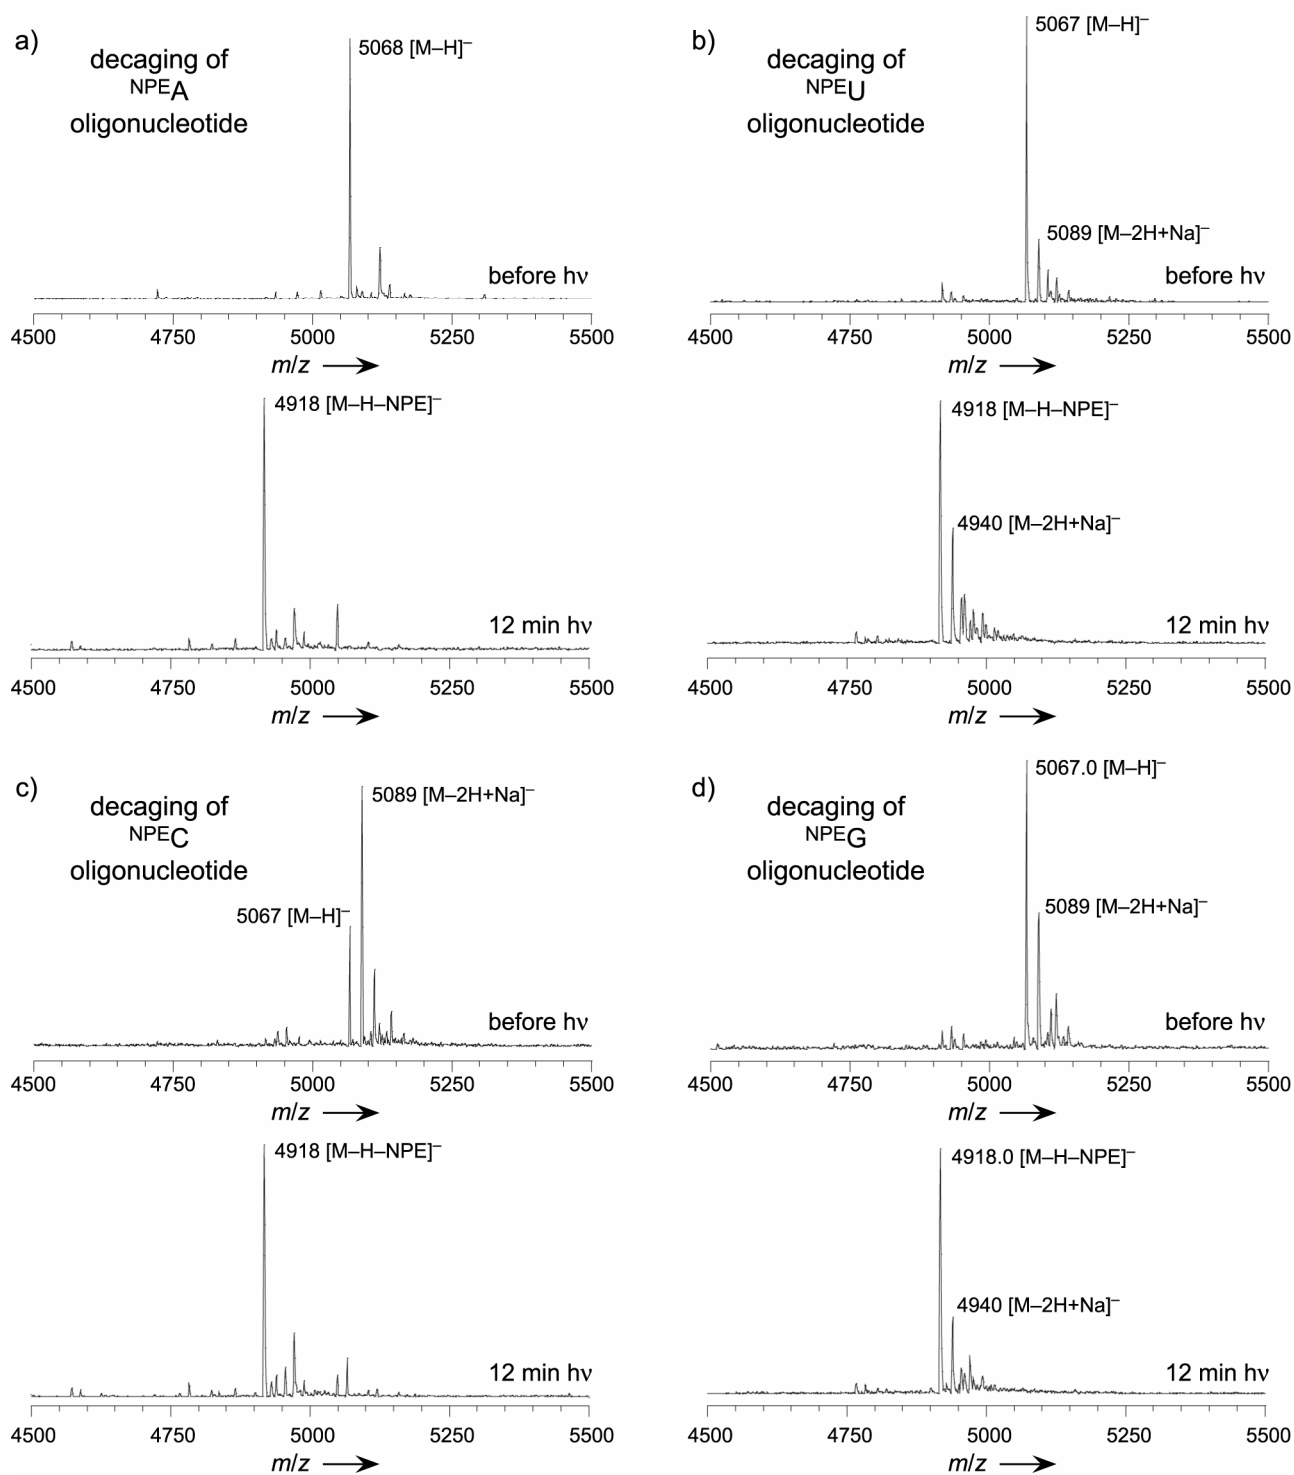 a)
decaging of
NPEA
oligonucleotide
5068 [M–H]–
before hν
4500 4750 5000 5250 5500
m/z
4918 [M–H–NPE]–
12 min hν
4500 4750 5000 5250 5500
m/z
b)
decaging of
NPEU
oligonucleotide
5067 [M–H]–
5089 [M–2H+Na]–
before hν
4500 4750 5000 5250 5500
m/z
4918 [M–H–NPE]–
4940 [M–2H+Na]–
12 min hν
4500 4750 5000 5250 5500
m/z
c)
decaging of
NPEC
oligonucleotide
5089 [M–2H+Na]–
5067 [M–H]–
before hν
4500 4750 5000 5250 5500
m/z
4918 [M–H–NPE]–
12 min hν
4500 4750 5000 5250 5500
m/z
d)
decaging of
NPEG
oligonucleotide
5067.0 [M–H]–
5089 [M–2H+Na]–
before hν
4500 4750 5000 5250 5500
m/z
4918.0 [M–H–NPE]–
4940 [M–2H+Na]–
12 min hν
4500 4750 5000 5250 5500
m/z